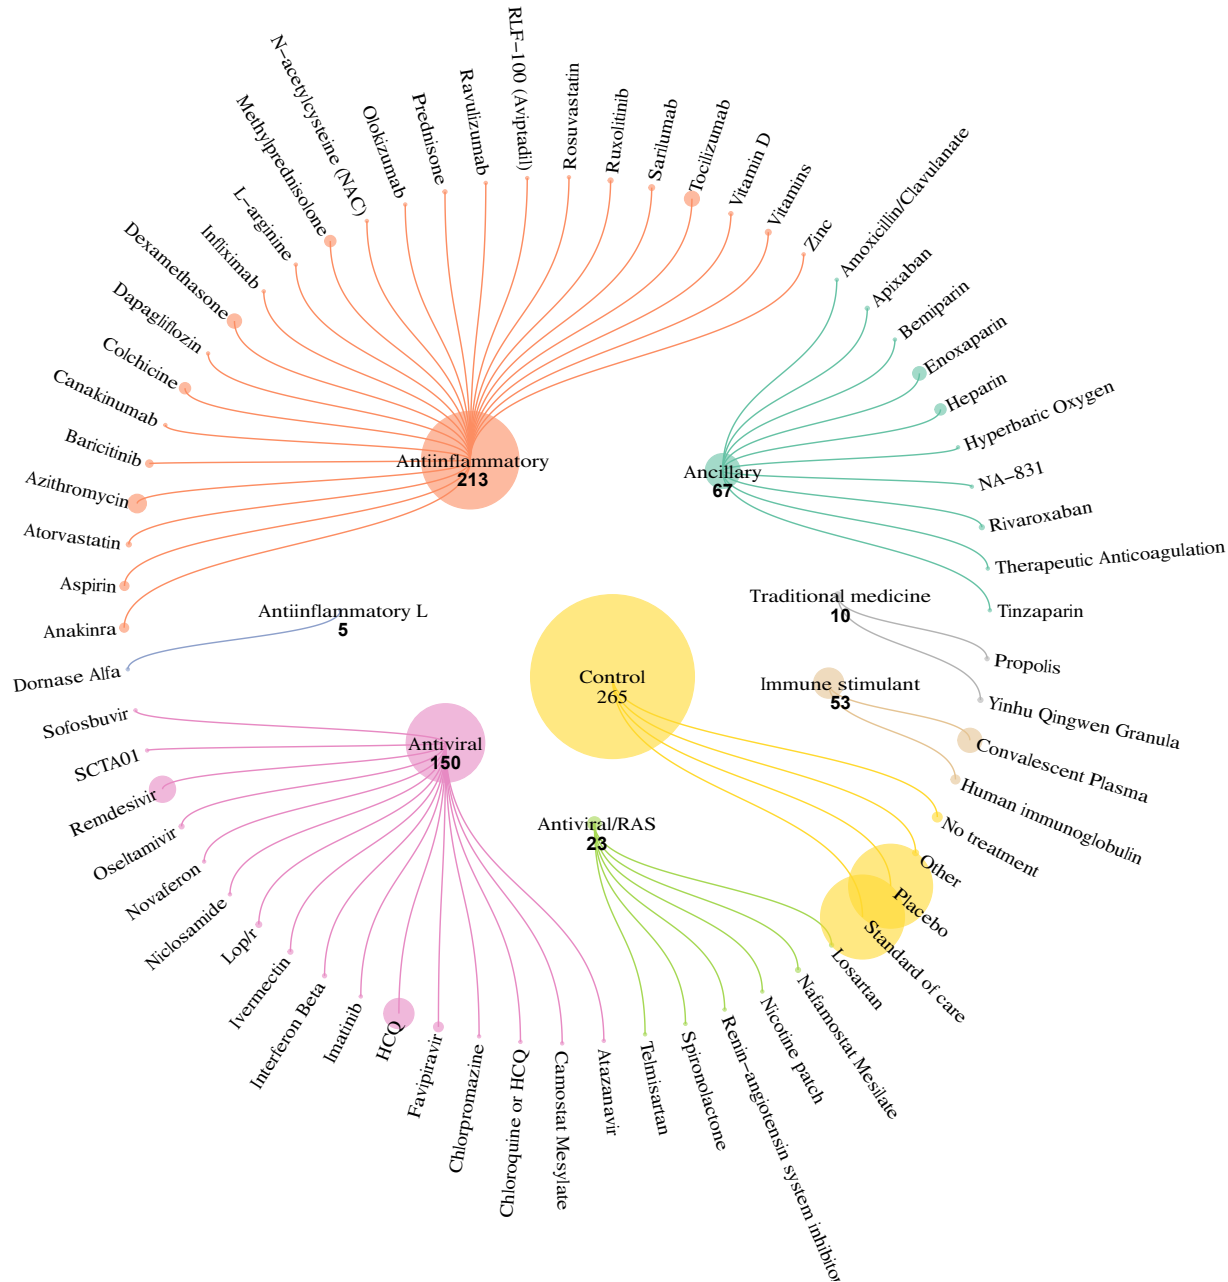 RLF−100 (Aviptadil)
N−acetylcysteine (NAC)
Ravulizumab
Prednisone
Rosuvastatin
Ruxolitinib
Sarilumab
Tocilizumab
Methylprednisolone
Olokizumab
Vitamin D
Vitamins
Zinc
L−arginine
Infliximab
Dexamethasone
Dapagliflozin
Colchicine
Canakinumab
Baricitinib
Azithromycin
Atorvastatin
Aspirin
Anakinra
Antiinflammatory
213
Amoxicillin/Clavulanate
Apixaban
Bemiparin
Enoxaparin
Heparin
Hyperbaric Oxygen
NA−831
Rivaroxaban
Therapeutic Anticoagulation
Tinzaparin
Ancillary
67
Antiinflammatory L
5
Dornase Alfa
Traditional medicine
10
Propolis
Yinhu Qingwen Granula
Control
265
Immune stimulant
53
Convalescent Plasma
Human immunoglobulin
No treatment
Other
Placebo
Standard of care
Antiviral
150
Sofosbuvir
SCTA01
Remdesivir
Oseltamivir
Novaferon
Niclosamide
Lop/r
Ivermectin
Interferon Beta
Imatinib
HCQ
Favipiravir
Chlorpromazine
Chloroquine or HCQ
Camostat Mesylate
Atazanavir
Antiviral/RAS
23
Telmisartan
Spironolactone
Renin−angiotensin system inhibitor
Nicotine patch
Nafamostat Mesilate
Losartan